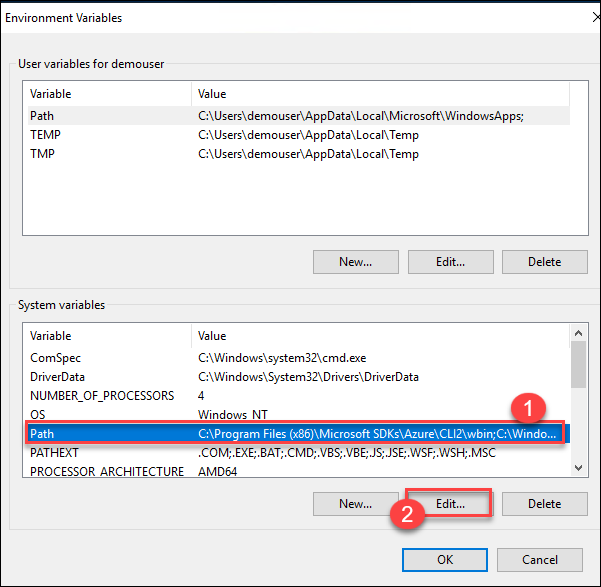 Environment Variables
User variables for demouser
Variable Value
Path C:\Users\demouser\AppData\Local\Microsoft\WindowsApps;
TEMP C:\Users\demouser\AppData\Local\Temp
TMP C:\Users\demouser\AppData\Local\Temp
New... Edit... Delete
System variables
Variable Value
ComSpec C:\Windows\system32\cmd.exe
DriverData C:\Windows\System32\Drivers\DriverData
NUMBER_OF_PROCESSORS 4
OS Windows_NT
1
Path C:\Program Files (x86)\Microsoft SDKs\Azure\CLI2\wbin;C:\Windo...
PATHEXT .COM;.EXE;.BAT;.CMD;.VBS;.VBE;.JS;.JSE;.WSF;.WSH;.MSC
PROCESSOR_ARCHITECTURE AMD64
New... Edit... Delete
2
OK Cancel